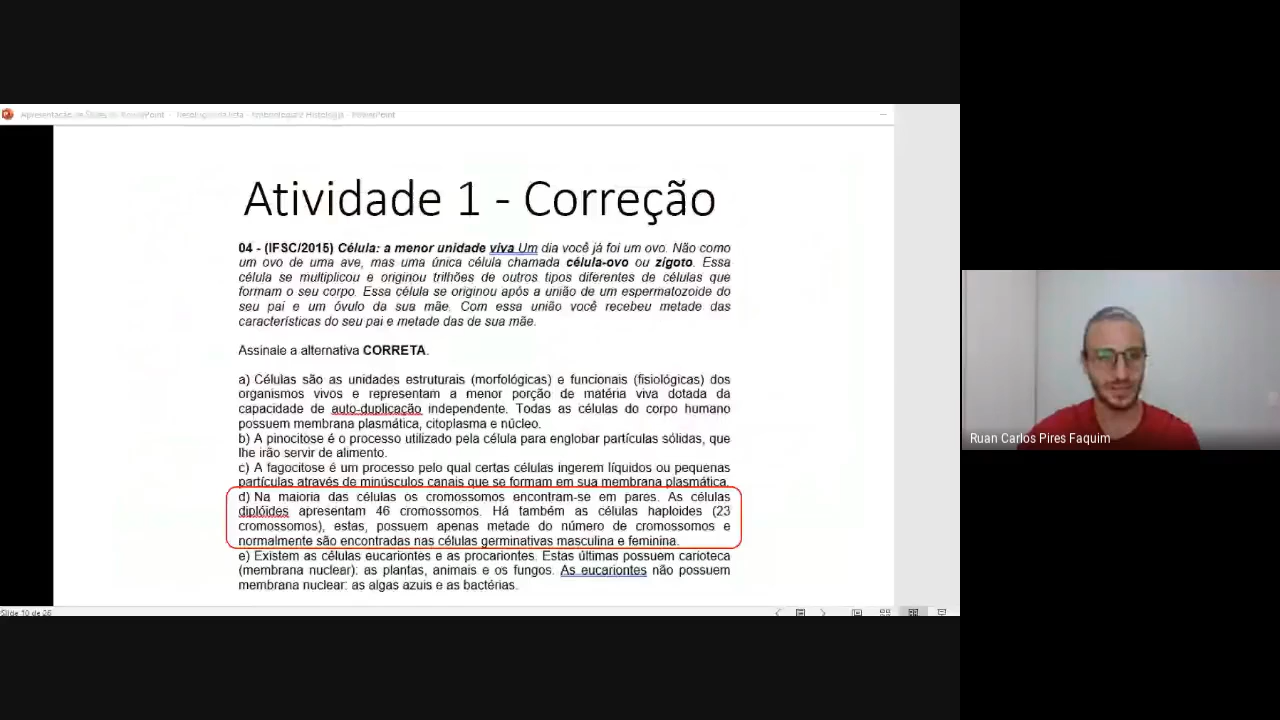 Apresentação de Slides do PowerPoint - PowerPoint
Atividade 1 - Correção
04 - (IFSC/2015) Célula: a menor unidade viva Um dia você já foi um ovo. Não como
um ovo de uma ave, mas uma única célula chamada célula-ovo ou zigoto. Essa
célula se multiplicou e originou trilhões de outros tipos diferentes de células que
formam o seu corpo. Essa célula se originou após a união de um espermatozoide do
seu pai e um óvulo da sua mãe. Com essa união você recebeu metade das
características do seu pai e metade das de sua mãe.
Assinale a alternativa CORRETA.
a) Células são as unidades estruturais (morfológicas) e funcionais (fisiológicas) dos
organismos vivos e representam a menor porção de matéria viva dotada da
capacidade de auto-duplicação independente. Todas as células do corpo humano
possuem membrana plasmática, citoplasma e núcleo.
b) A pinocitose é o processo utilizado pela célula para englobar partículas sólidas, que
lhe irão servir de alimento.
c) A fagocitose é um processo pelo qual certas células ingerem líquidos ou pequenas
partículas através de minúsculos canais que se formam em sua membrana plasmática.
d) Na maioria das células os cromossomos encontram-se em pares. As células
diplóides apresentam 46 cromossomos. Há também as células haploides (23
cromossomos), estas, possuem apenas metade do número de cromossomos e
normalmente são encontradas nas células germinativas masculina e feminina.
e) Existem as células eucariontes e as procariontes. Estas últimas possuem carioteca
(membrana nuclear): as plantas, animais e os fungos. As eucariontes não possuem
membrana nuclear: as algas azuis e as bactérias.
Slide 10 de 26
Ruan Carlos Pires Faquim